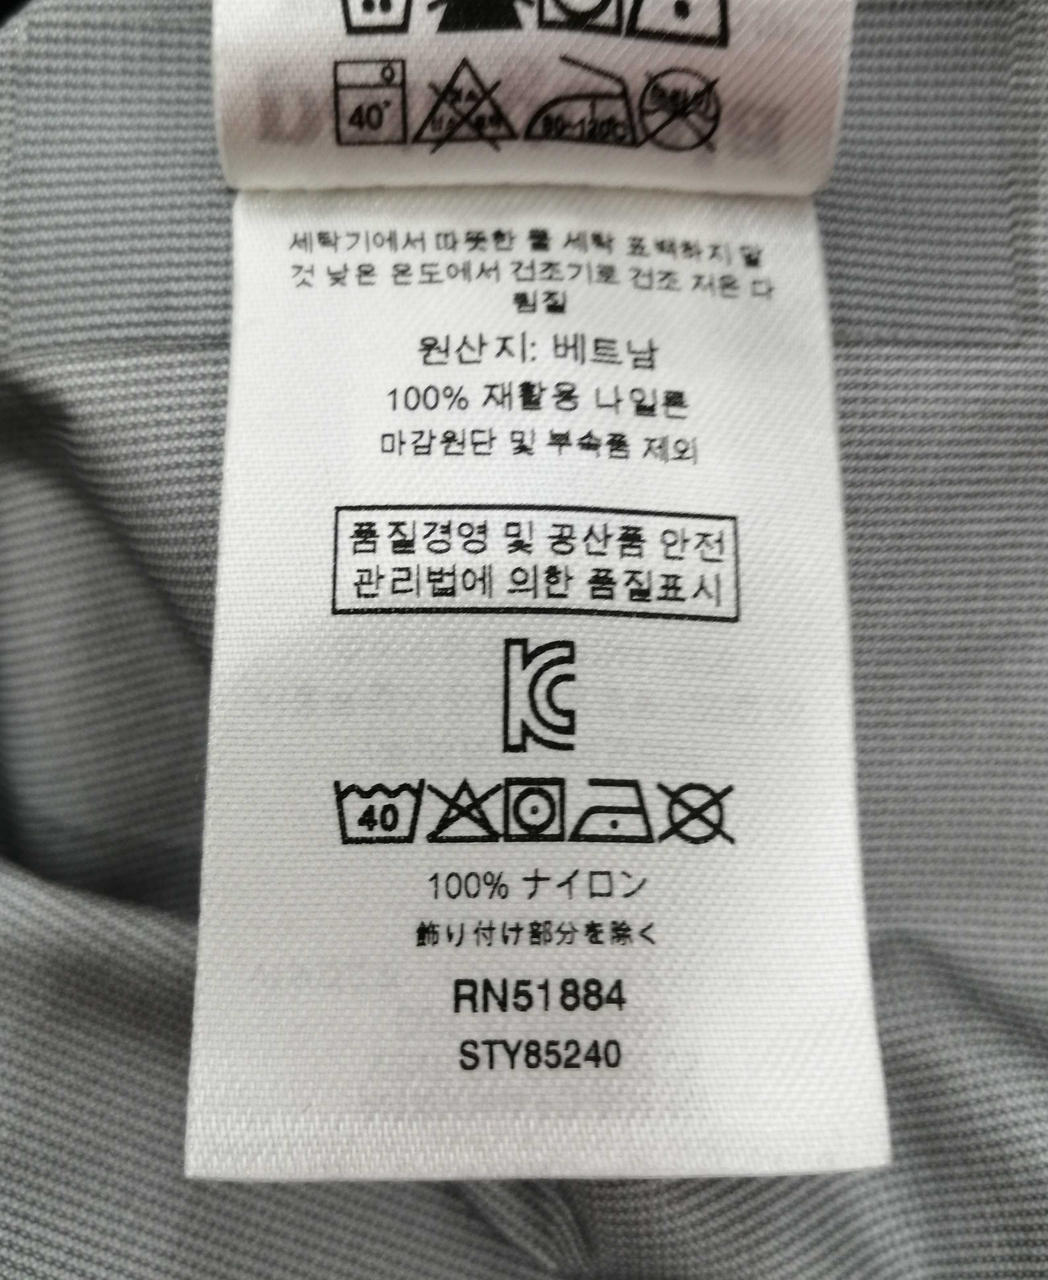 40°
80~120℃
세탁기에서 따뜻한 물 세탁 표백하지 말
것 낮은 온도에서 건조기로 건조 저온 다
림질
원산지: 베트남
100% 재활용 나일론
마감원단 및 부속품 제외
품질경영 및 공산품 안전
관리법에 의한 품질표시
40
100% ナイロン
飾り付け部分を除く
RN51884
STY85240